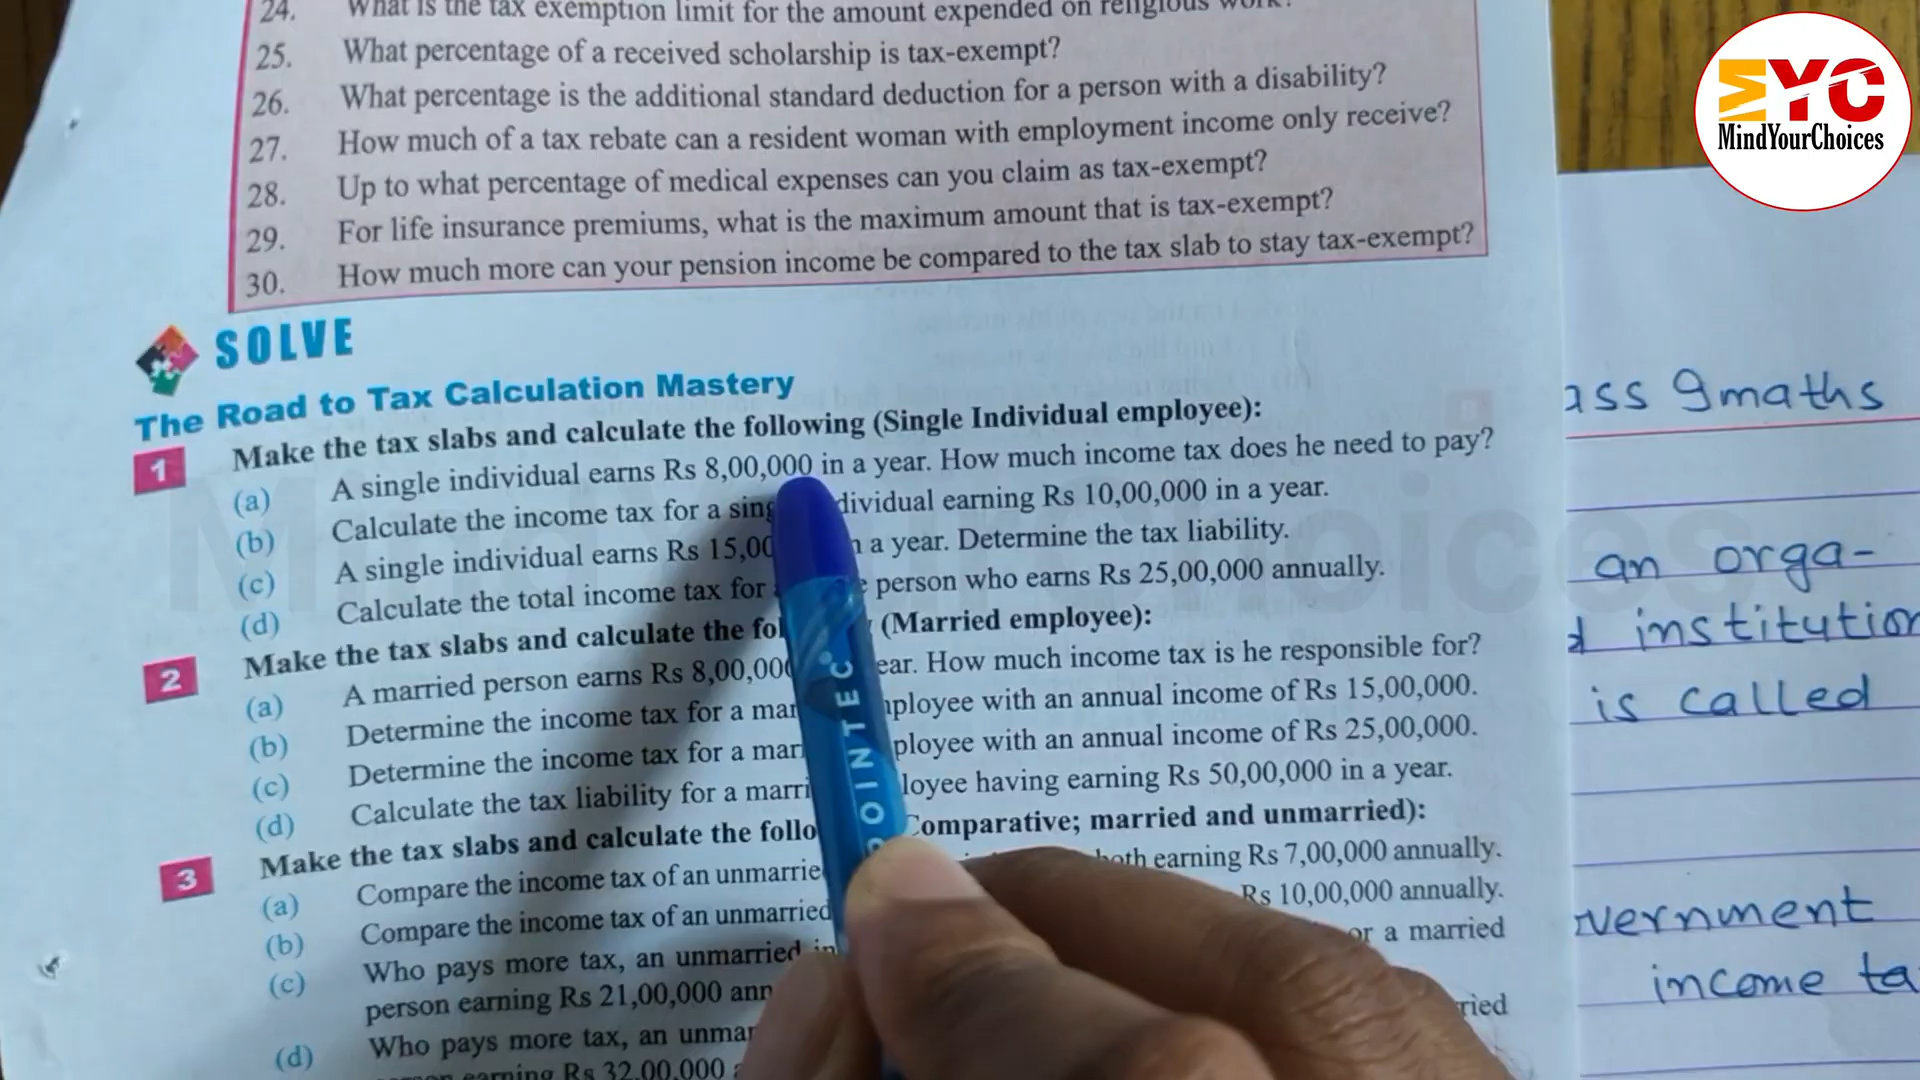 24. What is the tax exemption limit for the amount expended on religious work?
25. What percentage of a received scholarship is tax-exempt?
26. What percentage is the additional standard deduction for a person with a disability?
27. How much of a tax rebate can a resident woman with employment income only receive?
28. Up to what percentage of medical expenses can you claim as tax-exempt?
29. For life insurance premiums, what is the maximum amount that is tax-exempt?
30. How much more can your pension income be compared to the tax slab to stay tax-exempt?
MYC
MindYourChoices
SOLVE
The Road to Tax Calculation Mastery
1 Make the tax slabs and calculate the following (Single Individual employee):
(a) A single individual earns Rs 8,00,000 in a year. How much income tax does he need to pay?
(b) Calculate the income tax for a sing dividual earning Rs 10,00,000 in a year.
(c) A single individual earns Rs 15,00 a year. Determine the tax liability.
(d) Calculate the total income tax for person who earns Rs 25,00,000 annually.
2 Make the tax slabs and calculate the fol (Married employee):
(a) A married person earns Rs 8,00,000 ear. How much income tax is he responsible for?
(b) Determine the income tax for a mar ployee with an annual income of Rs 15,00,000.
(c) Determine the income tax for a mar ployee with an annual income of Rs 25,00,000.
(d) Calculate the tax liability for a marri loyee having earning Rs 50,00,000 in a year.
3 Make the tax slabs and calculate the follo Comparative; married and unmarried):
(a) Compare the income tax of an unmarrie both earning Rs 7,00,000 annually.
(b) Compare the income tax of an unmarried Rs 10,00,000 annually.
(c) Who pays more tax, an unmarried in or a married
person earning Rs 21,00,000 ann
(d) Who pays more tax, an unmar ried
earning Rs 32,00,000
POINTEC
ass 9 maths
an orga-
d institution
is called
vernment
income ta
MindYourChoices